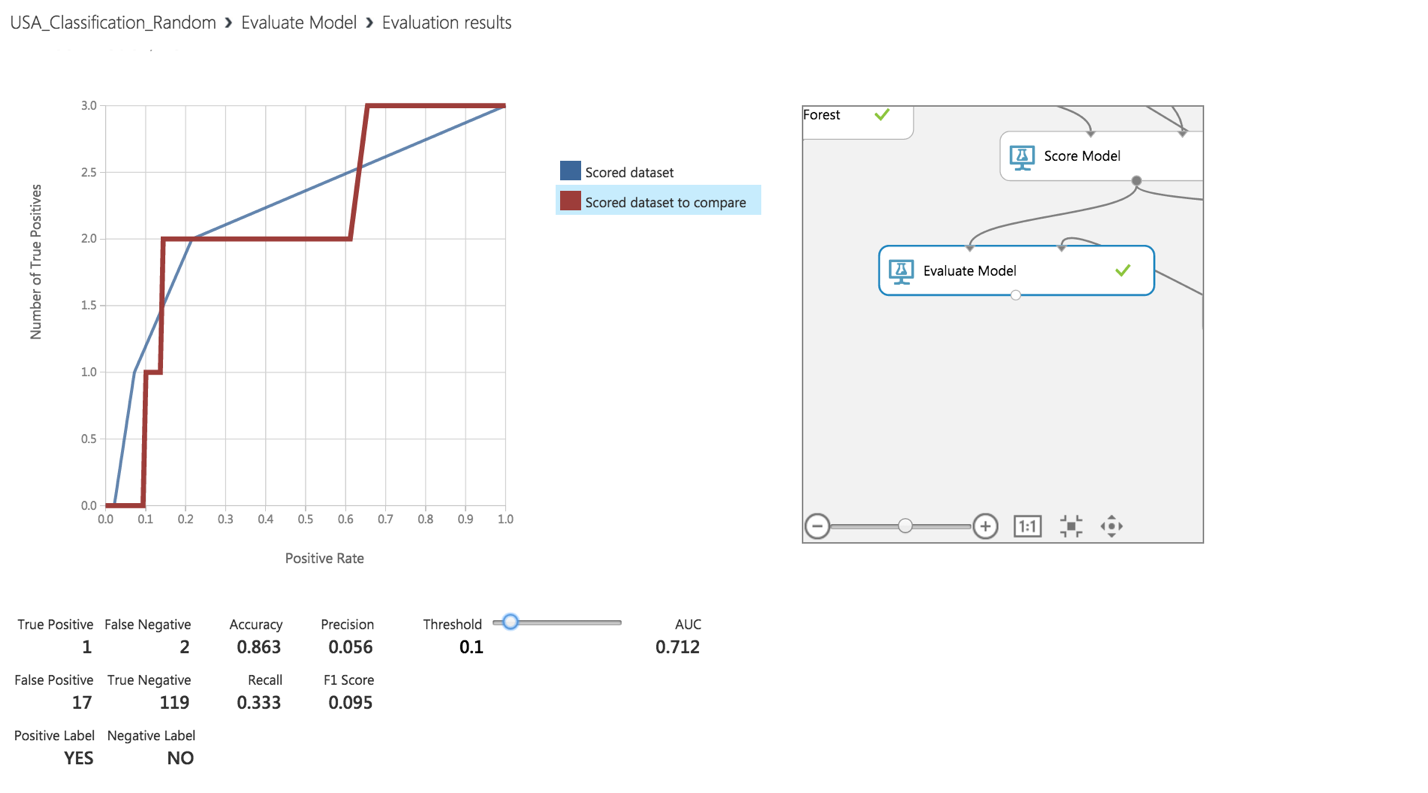 USA_Classification_Random › Evaluate Model › Evaluation results
3.0
2.5
2.0
1.5
1.0
0.5
0.0
Number of True Positives
0.0 0.1 0.2 0.3 0.4 0.5 0.6 0.7 0.8 0.9 1.0
Positive Rate
Scored dataset
Scored dataset to compare
Forest
Score Model
Evaluate Model
1:1
True Positive False Negative Accuracy Precision Threshold AUC
1 2 0.863 0.056 0.1 0.712
False Positive True Negative Recall F1 Score
17 119 0.333 0.095
Positive Label Negative Label
YES NO